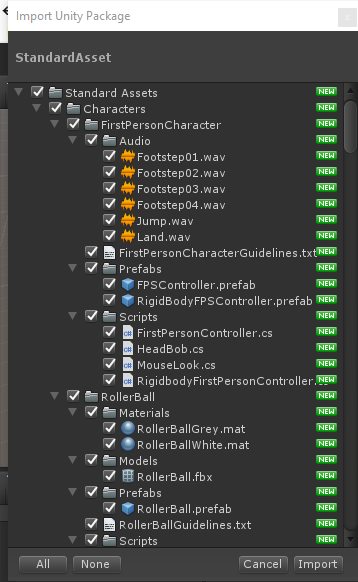 Import Unity Package
StandardAsset
Standard Assets NEW
Characters NEW
FirstPersonCharacter NEW
Audio NEW
Footstep01.wav NEW
Footstep02.wav NEW
Footstep03.wav NEW
Footstep04.wav NEW
Jump.wav NEW
Land.wav NEW
FirstPersonCharacterGuidelines.txt NEW
Prefabs NEW
FPSController.prefab NEW
RigidBodyFPSController.prefab NEW
Scripts NEW
FirstPersonController.cs NEW
HeadBob.cs NEW
MouseLook.cs NEW
RigidbodyFirstPersonController.cs NEW
RollerBall NEW
Materials NEW
RollerBallGrey.mat NEW
RollerBallWhite.mat NEW
Models NEW
RollerBall.fbx NEW
Prefabs NEW
RollerBall.prefab NEW
RollerBallGuidelines.txt NEW
Scripts NEW
All None Cancel Import